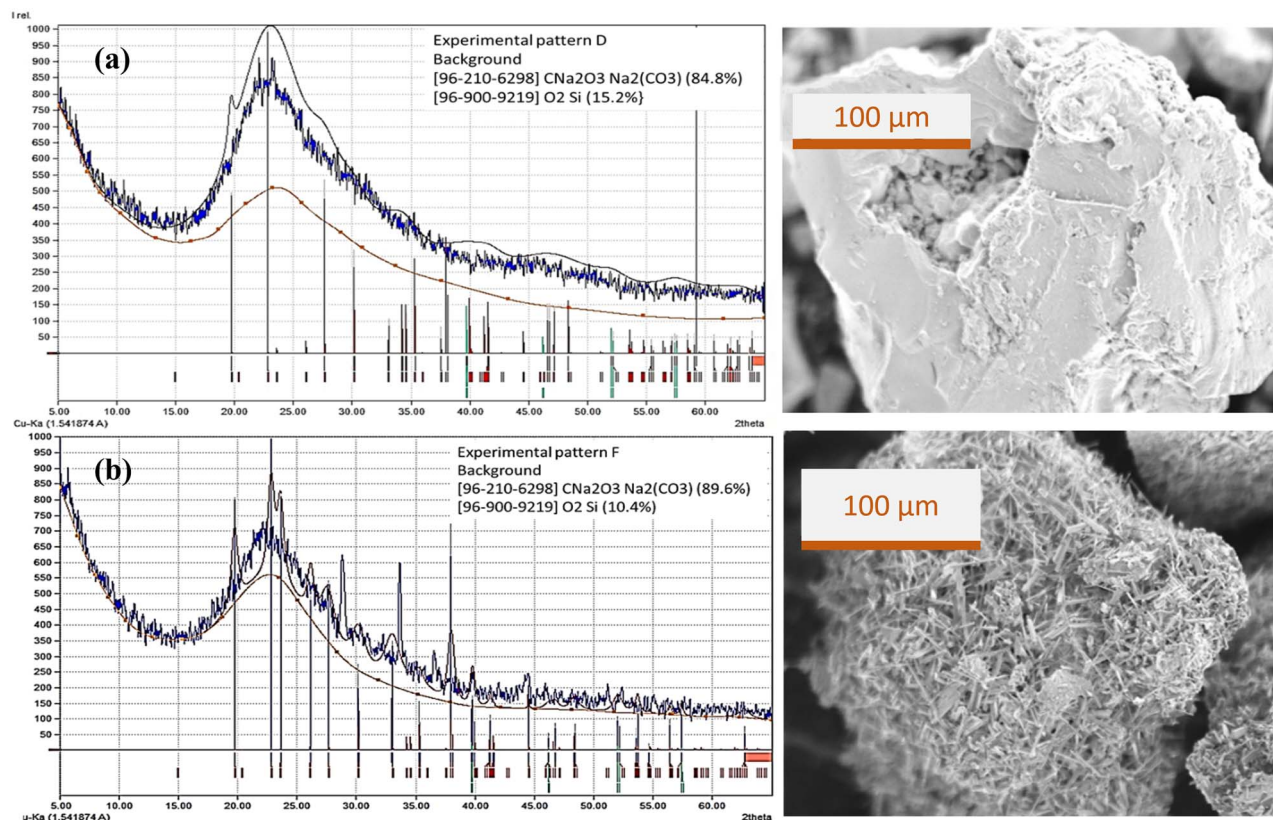 I rel.
(a)
Experimental pattern D
Background
[96-210-6298] CNa2O3 Na2(CO3) (84.8%)
[96-900-9219] O2 Si (15.2%}
1000
950
900
850
800
750
700
650
600
550
500
450
400
350
300
250
200
150
100
50
5.00 10.00 15.00 20.00 25.00 30.00 35.00 40.00 45.00 50.00 55.00 60.00
Cu-Ka (1.541874 A) 2theta
100 µm
(b)
Experimental pattern F
Background
[96-210-6298] CNa2O3 Na2(CO3) (89.6%)
[96-900-9219] O2 Si (10.4%)
1000
950
900
850
800
750
700
650
600
550
500
450
400
350
300
250
200
150
100
50
5.00 10.00 15.00 20.00 25.00 30.00 35.00 40.00 45.00 50.00 55.00 60.00
u-Ka (1.541874 A) 2theta
100 µm